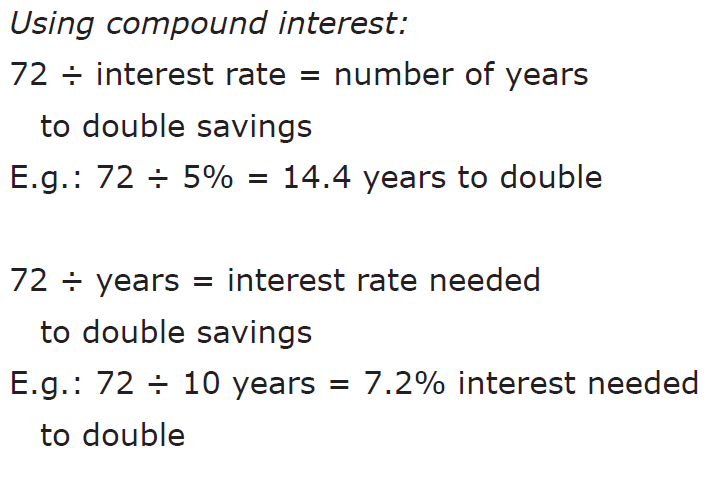 Using compound interest:
72 ÷ interest rate = number of years
to double savings
E.g.: 72 ÷ 5% = 14.4 years to double
72 ÷ years = interest rate needed
to double savings
E.g.: 72 ÷ 10 years = 7.2% interest needed
to double